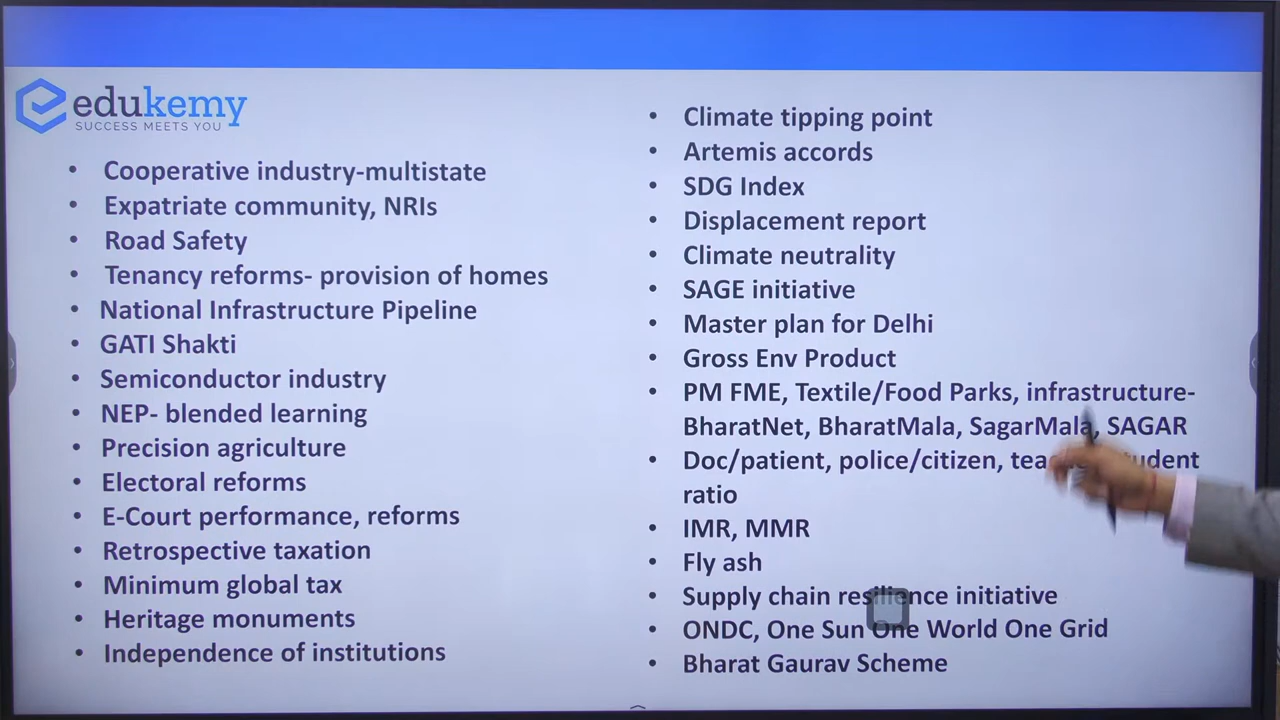 edukemy
SUCCESS MEETS YOU
• Cooperative industry-multistate
• Expatriate community, NRIs
• Road Safety
• Tenancy reforms- provision of homes
• National Infrastructure Pipeline
• GATI Shakti
• Semiconductor industry
• NEP- blended learning
• Precision agriculture
• Electoral reforms
• E-Court performance, reforms
• Retrospective taxation
• Minimum global tax
• Heritage monuments
• Independence of institutions
• Climate tipping point
• Artemis accords
• SDG Index
• Displacement report
• Climate neutrality
• SAGE initiative
• Master plan for Delhi
• Gross Env Product
• PM FME, Textile/Food Parks, infrastructure-
BharatNet, BharatMala, SagarMala, SAGAR
• Doc/patient, police/citizen,
ratio
• IMR, MMR
• Fly ash
• Supply chain resilience initiative
• ONDC, One Sun One World One Grid
• Bharat Gaurav Scheme